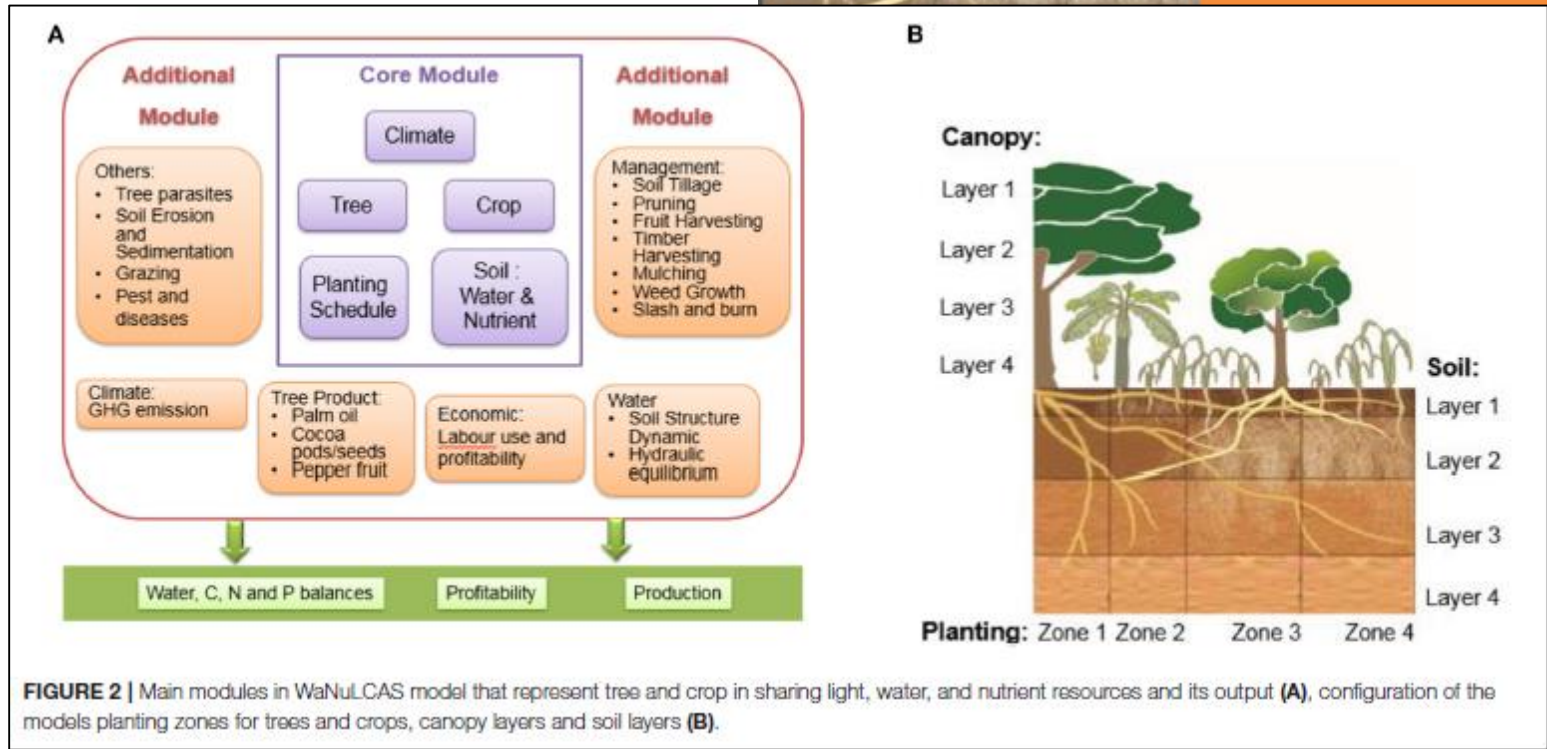 A
Additional
Module
Core Module
Additional
Module
Climate
Tree
Crop
Planting
Schedule
Soil :
Water &
Nutrient
Others:
• Tree parasites
• Soil Erosion
and
Sedimentation
• Grazing
• Pest and
diseases
Management:
• Soil Tillage
• Pruning
• Fruit Harvesting
• Timber
Harvesting
• Mulching
• Weed Growth
• Slash and burn
Climate:
GHG emission
Tree Product:
• Palm oil
• Cocoa
pods/seeds
• Pepper fruit
Economic:
Labour use and
profitability
Water
• Soil Structure
Dynamic
• Hydraulic
equilibrium
Water, C, N and P balances
Profitability
Production
B
Canopy:
Layer 1
Layer 2
Layer 3
Layer 4
Soil:
Layer 1
Layer 2
Layer 3
Layer 4
Planting: Zone 1 Zone 2 Zone 3 Zone 4
FIGURE 2 | Main modules in WaNuLCAS model that represent tree and crop in sharing light, water, and nutrient resources and its output (A), configuration of the
models planting zones for trees and crops, canopy layers and soil layers (B).